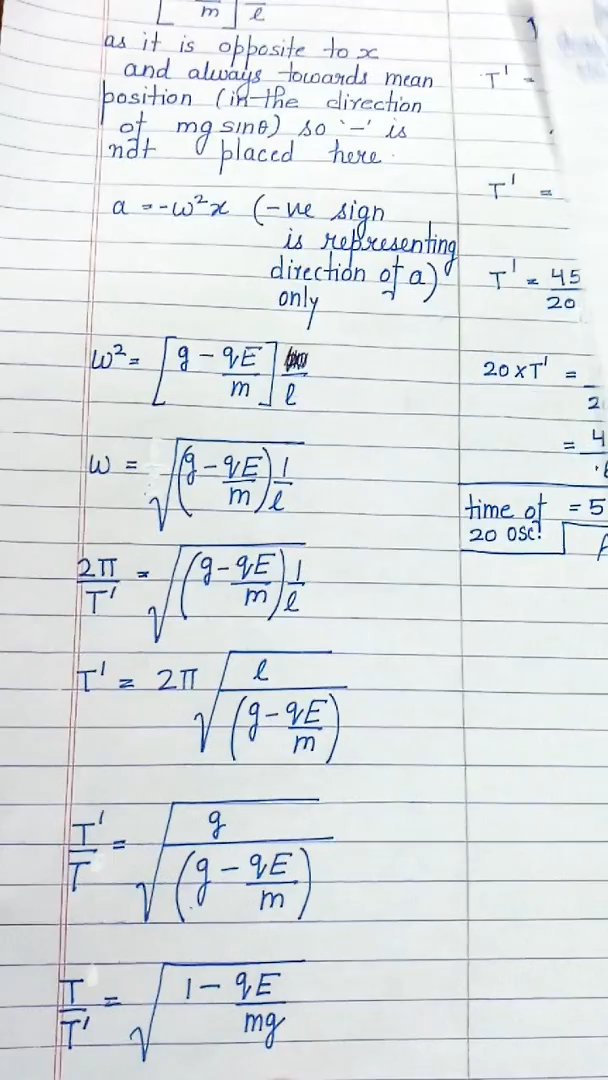 [ m ] l
as it is opposite to x
and always towards mean
position (in the direction
of mg sinθ) so '-' is
not placed here.
a = -ω²x (-ve sign
is representing
direction of a)
only
ω² = [g - qE/m] 1/l
ω = √((g - qE/m) 1/l)
2π/T' = √((g - qE/m) 1/l)
T' = 2π √(l/(g - qE/m))
T'/T = √(g/(g - qE/m))
T/T' = √(1 - qE/mg)
T' =
T' =
T' = 45/20
20 × T' =
=
time of = 5
20 osc!